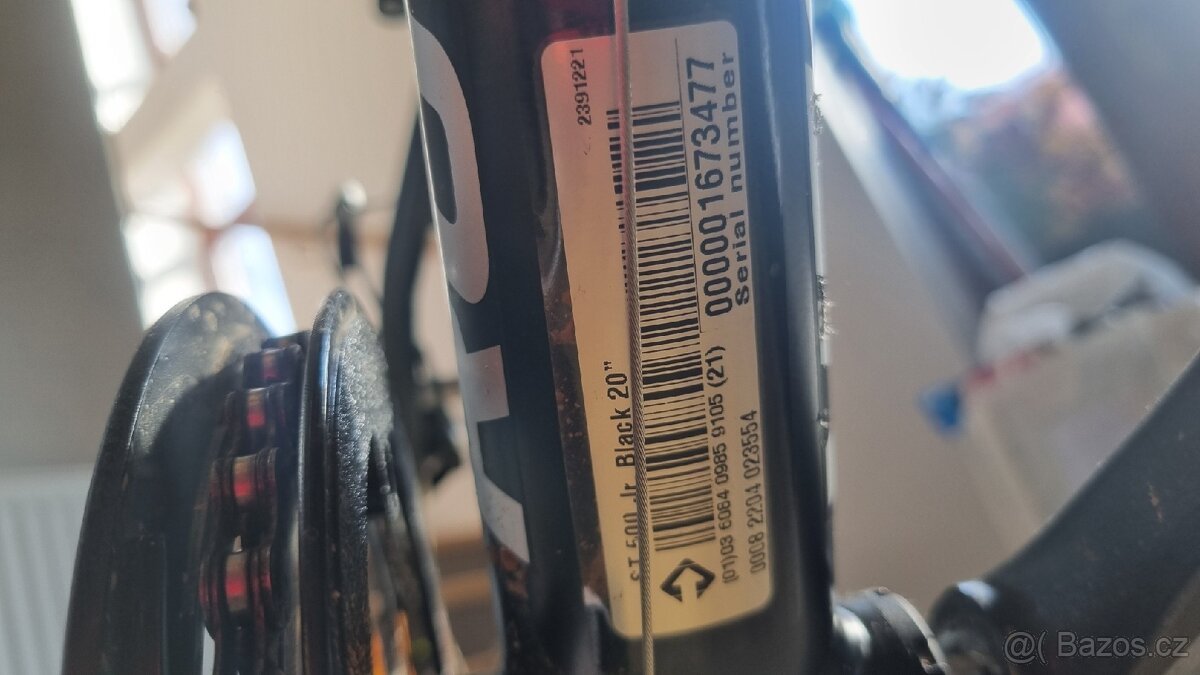 2391221
ST 500 Jr. Black 20"
000001673477
Serial number
(01)03 6084 0985 9105 (21)
0008 2204 023554
@( Bazos.cz